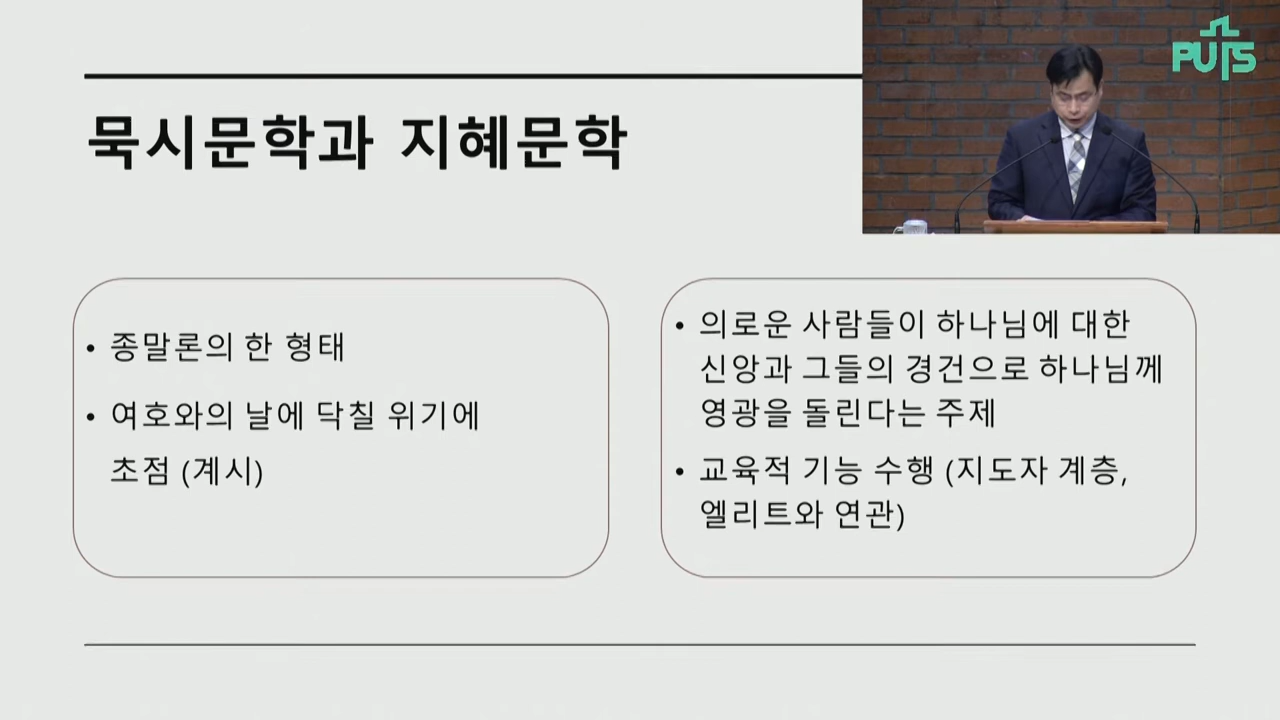 PUTS
묵시문학과 지혜문학
• 종말론의 한 형태
• 여호와의 날에 닥칠 위기에
초점 (계시)
• 의로운 사람들이 하나님에 대한
신앙과 그들의 경건으로 하나님께
영광을 돌린다는 주제
• 교육적 기능 수행 (지도자 계층,
엘리트와 연관)